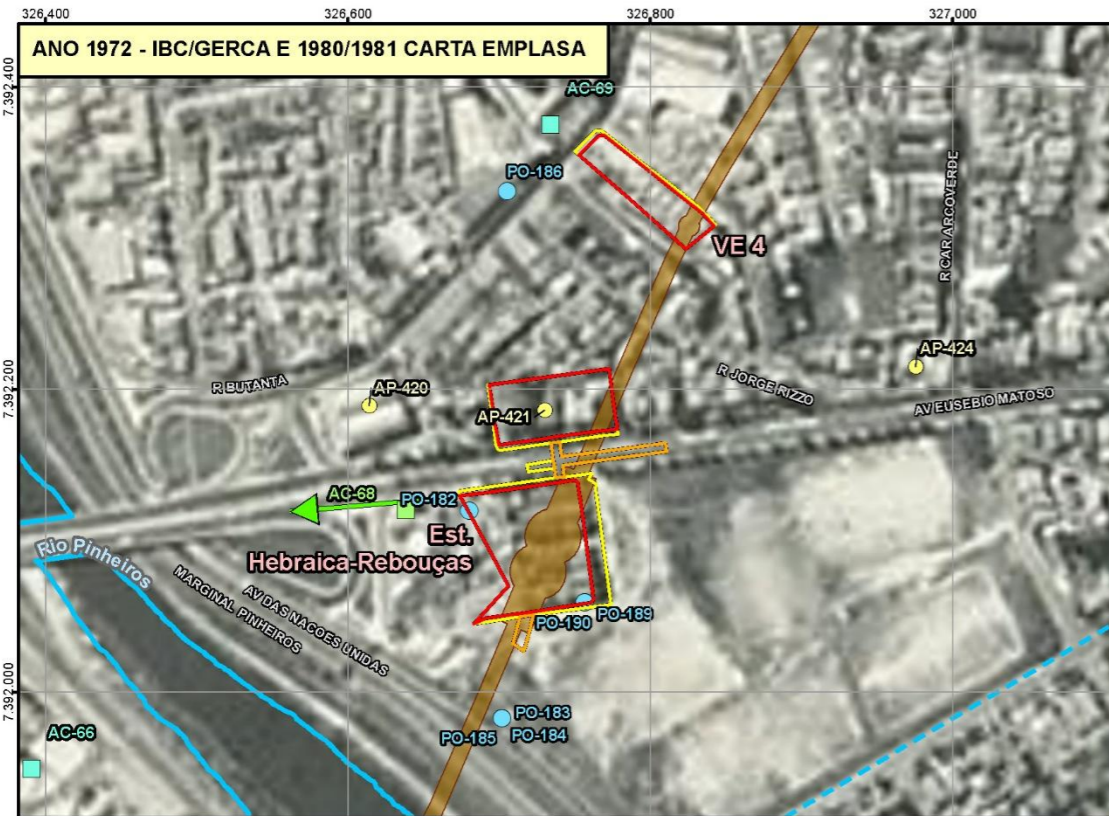 326,400
326,600
326,800
327,000
ANO 1972 - IBC/GERCA E 1980/1981 CARTA EMPLASA
7.392,400
AC-69
PO-186
R CAR ARCOVERDE
VE 4
7.392,200
R BUTANTA
AP-420
AP-421
R JORGE RIZZO
AP-424
AV EUSEBIO MATOSO
AC-68
PO-182
Est.
Hebraica-Rebouças
Rio Pinheiros
MARGINAL PINHEIROS
AV DAS NACOES UNIDAS
PO-189
PO-190
7.392,000
PO-183
PO-185
PO-184
AC-66